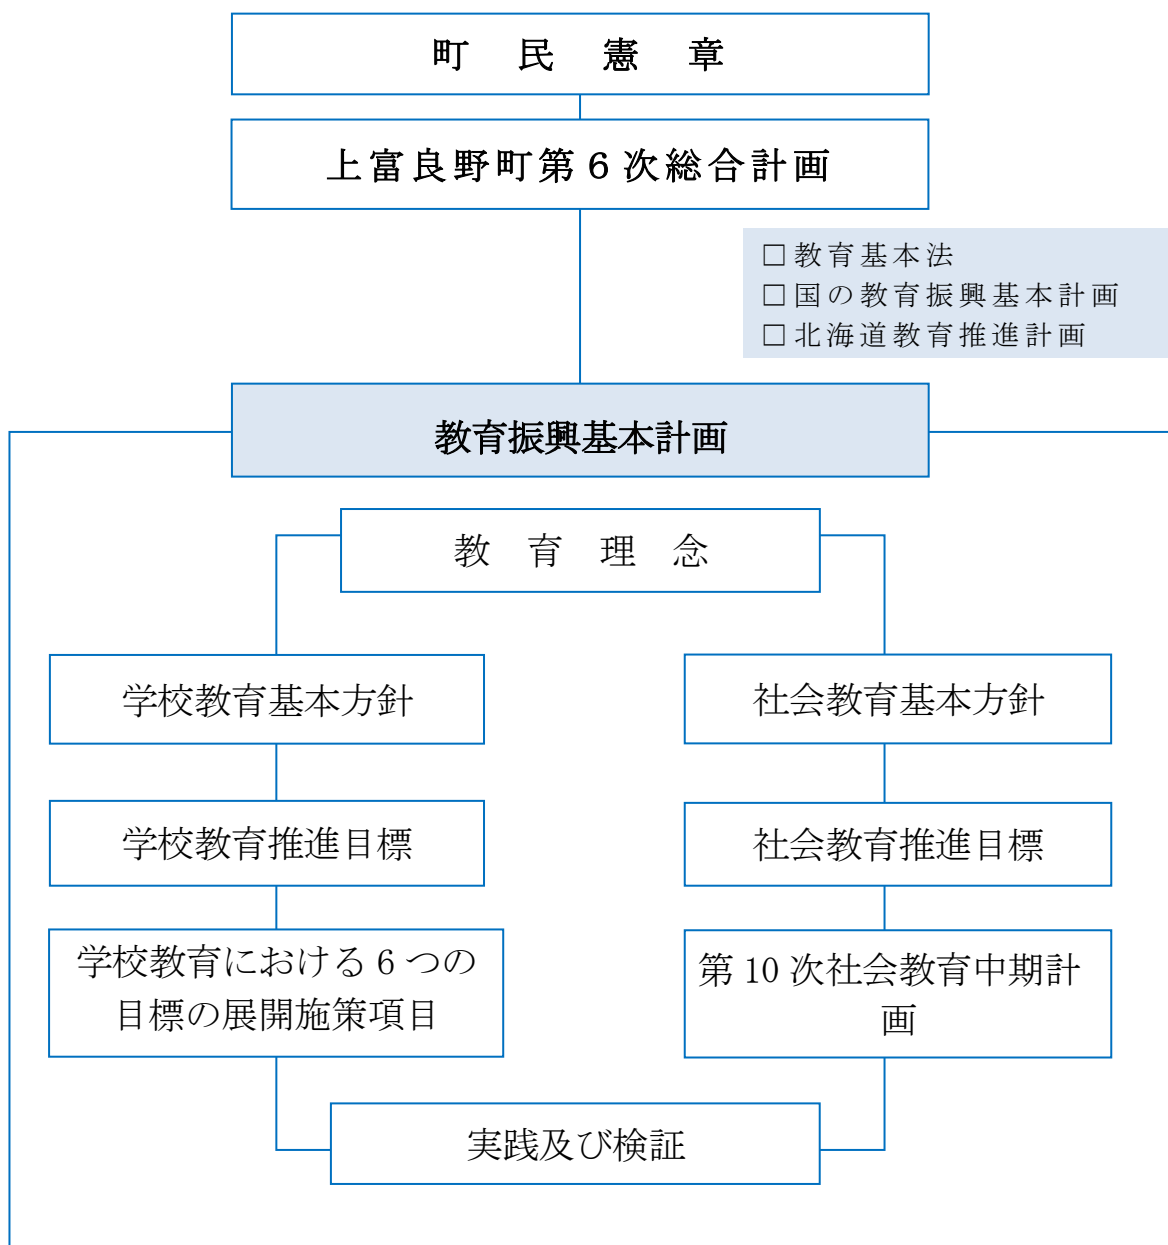 町　民　憲　章
上富良野町第６次総合計画
□教育基本法
□国の教育振興基本計画
□北海道教育推進計画
教育振興基本計画
教　育　理　念
学校教育基本方針
社会教育基本方針
学校教育推進目標
社会教育推進目標
学校教育における６つの
目標の展開施策項目
第 10 次社会教育中期計
画
実践及び検証